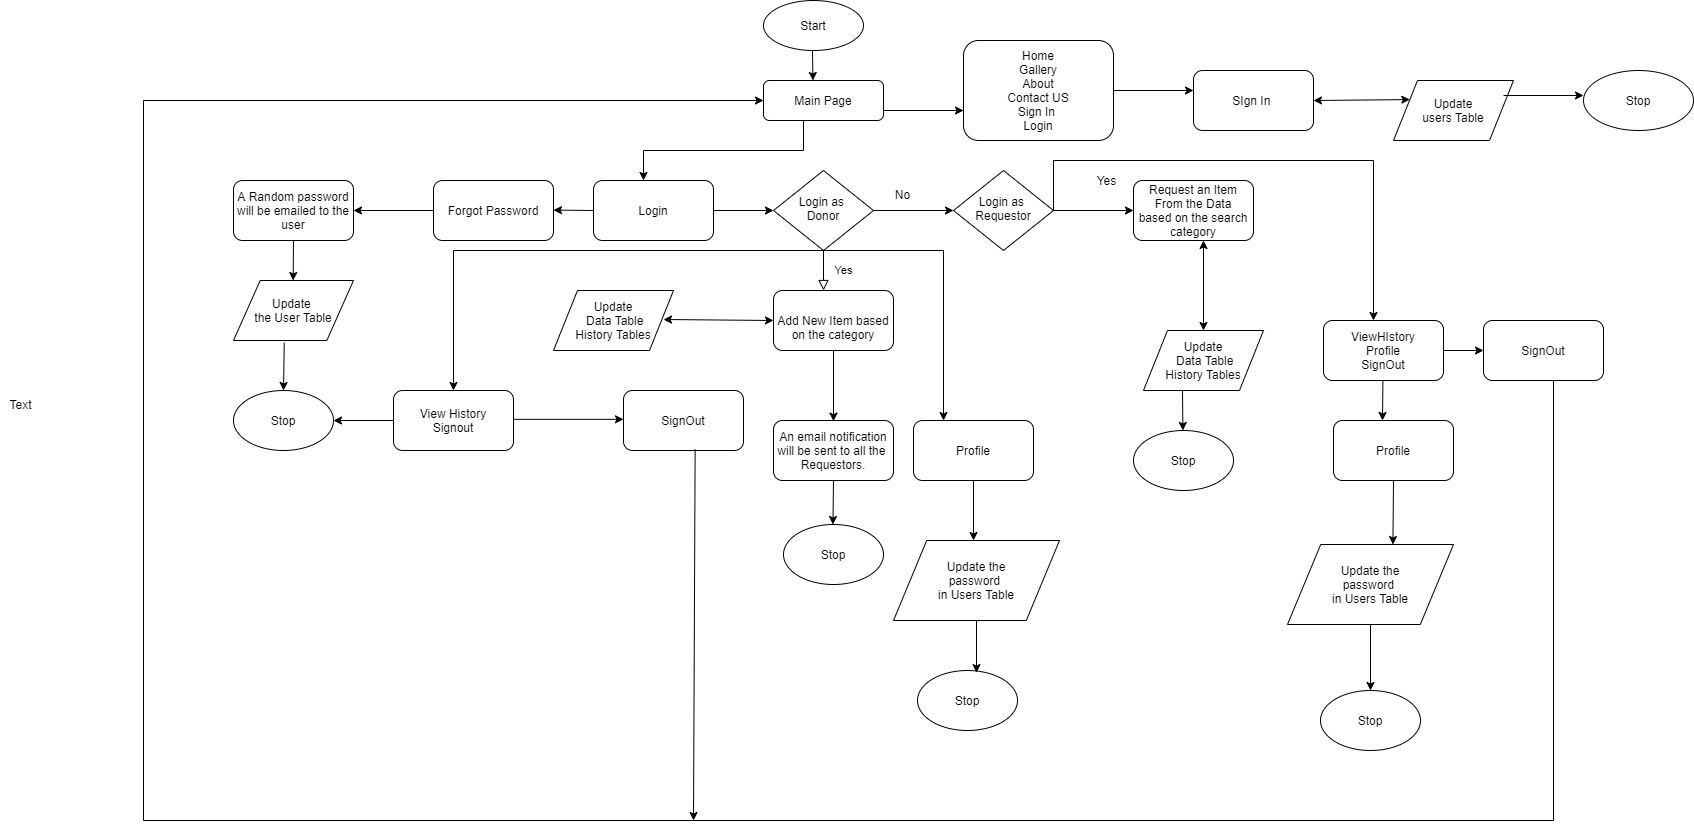 Start
Main Page
Home
Gallery
About
Contact US
Sign In
Login
SIgn In
Update
users Table
Stop
A Random password
will be emailed to the
user
Forgot Password
Login
Login as
Donor
No
Login as
Requestor
Yes
Request an Item
From the Data
based on the search
category
Yes
Update
the User Table
Update
Data Table
History Tables
Add New Item based
on the category
Update
Data Table
History Tables
ViewHIstory
Profile
SignOut
SignOut
Text
Stop
View History
Signout
SignOut
An email notification
will be sent to all the
Requestors.
Profile
Stop
Profile
Stop
Update the
password
in Users Table
Update the
password
in Users Table
Stop
Stop